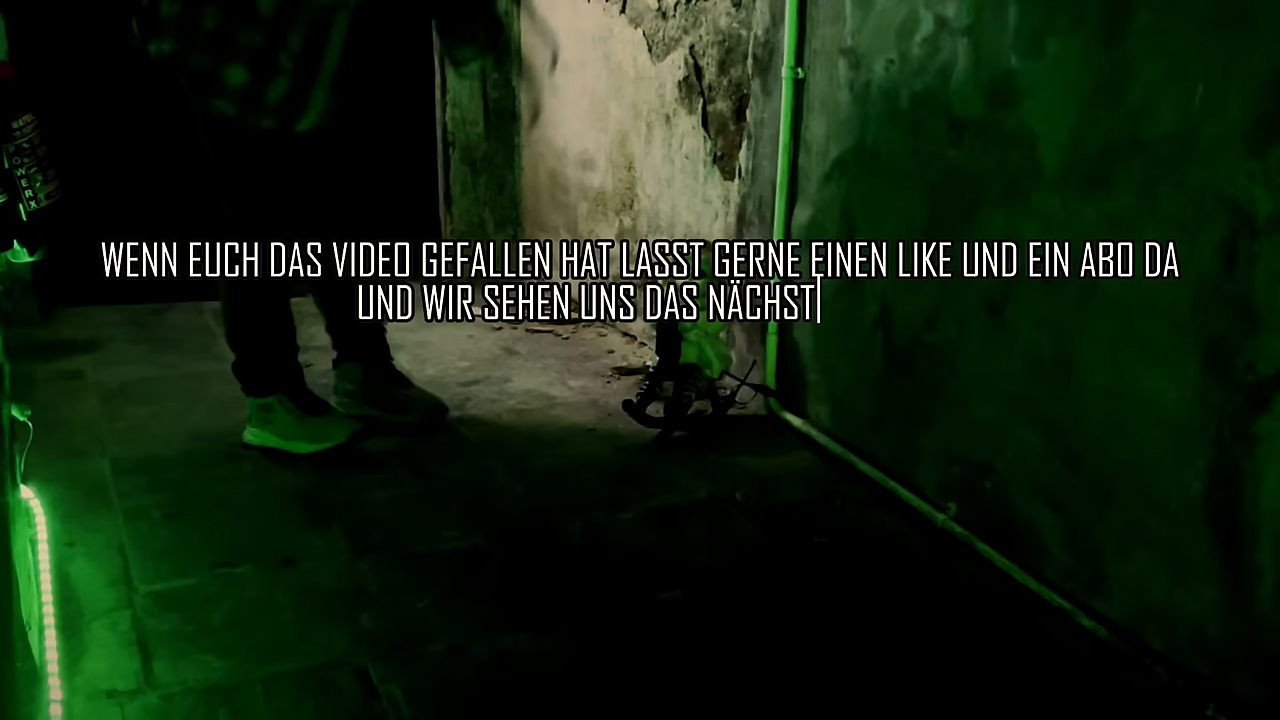 WENN EUCH DAS VIDEO GEFALLEN HAT LASST GERNE EINEN LIKE UND EIN ABO DA
UND WIR SEHEN UNS DAS NÄCHST
POWERX